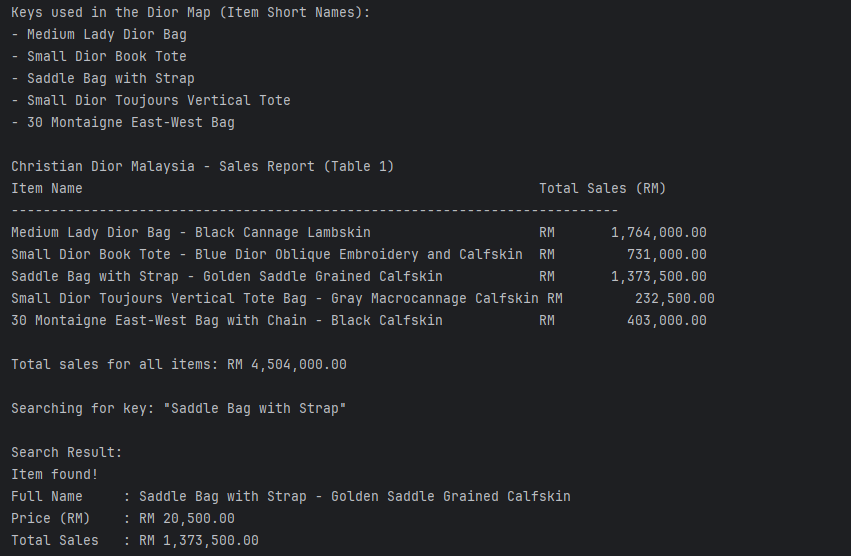 Keys used in the Dior Map (Item Short Names):
- Medium Lady Dior Bag
- Small Dior Book Tote
- Saddle Bag with Strap
- Small Dior Toujours Vertical Tote
- 30 Montaigne East-West Bag

Christian Dior Malaysia - Sales Report (Table 1)
Item Name                                                         Total Sales (RM)
----------------------------------------------------------------------------
Medium Lady Dior Bag - Black Cannage Lambskin                     RM       1,764,000.00
Small Dior Book Tote - Blue Dior Oblique Embroidery and Calfskin  RM         731,000.00
Saddle Bag with Strap - Golden Saddle Grained Calfskin            RM       1,373,500.00
Small Dior Toujours Vertical Tote Bag - Gray Macrocannage Calfskin RM         232,500.00
30 Montaigne East-West Bag with Chain - Black Calfskin            RM         403,000.00

Total sales for all items: RM 4,504,000.00

Searching for key: "Saddle Bag with Strap"

Search Result:
Item found!
Full Name     : Saddle Bag with Strap - Golden Saddle Grained Calfskin
Price (RM)    : RM 20,500.00
Total Sales   : RM 1,373,500.00